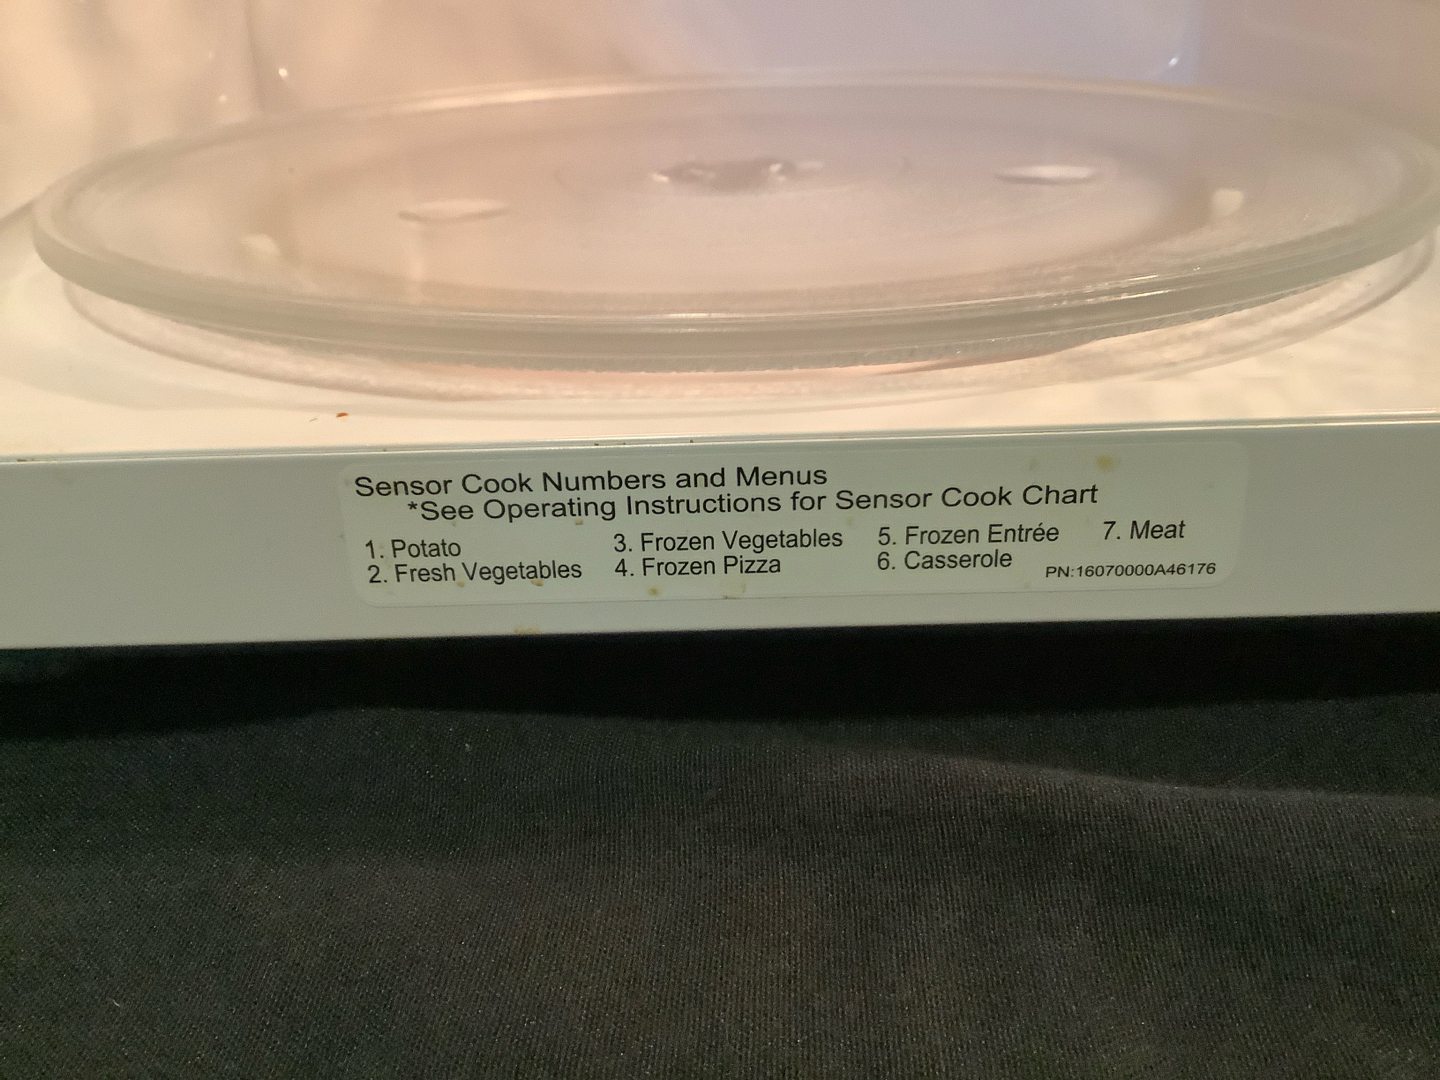 Sensor Cook Numbers and Menus
*See Operating Instructions for Sensor Cook Chart
1. Potato
2. Fresh Vegetables
3. Frozen Vegetables
4. Frozen Pizza
5. Frozen Entrée
6. Casserole
7. Meat
PN:16070000A46176